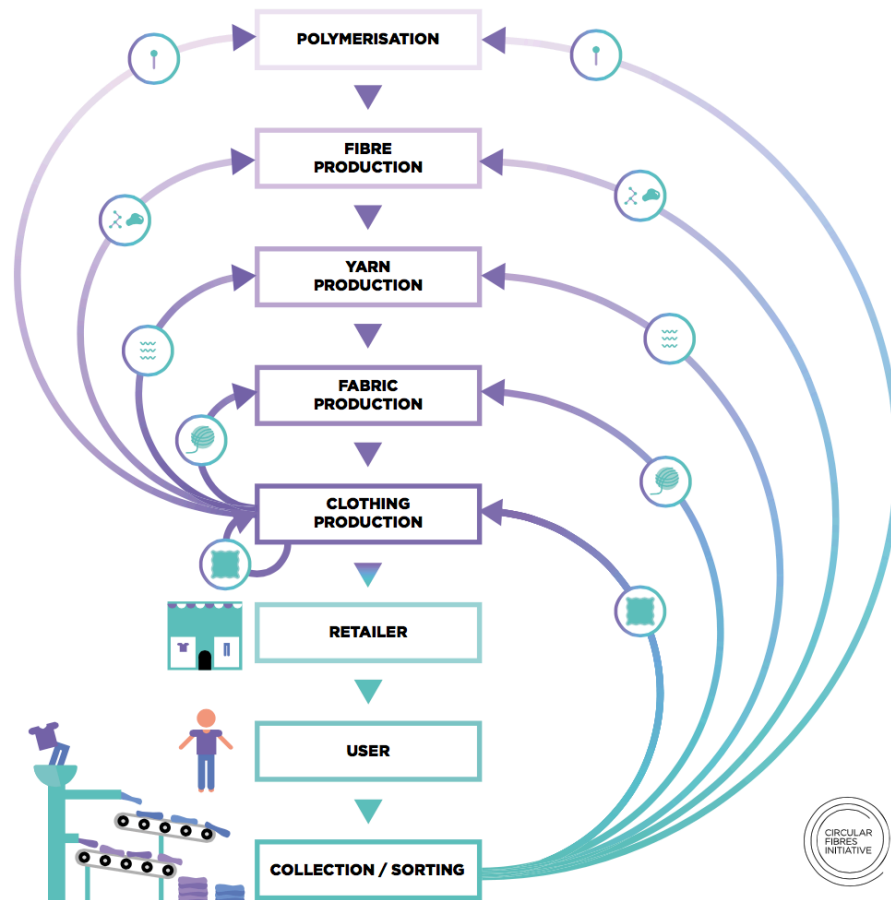 POLYMERISATION
FIBRE
PRODUCTION
YARN
PRODUCTION
FABRIC
PRODUCTION
CLOTHING
PRODUCTION
RETAILER
USER
COLLECTION / SORTING
CIRCULAR
FIBRES
INITIATIVE